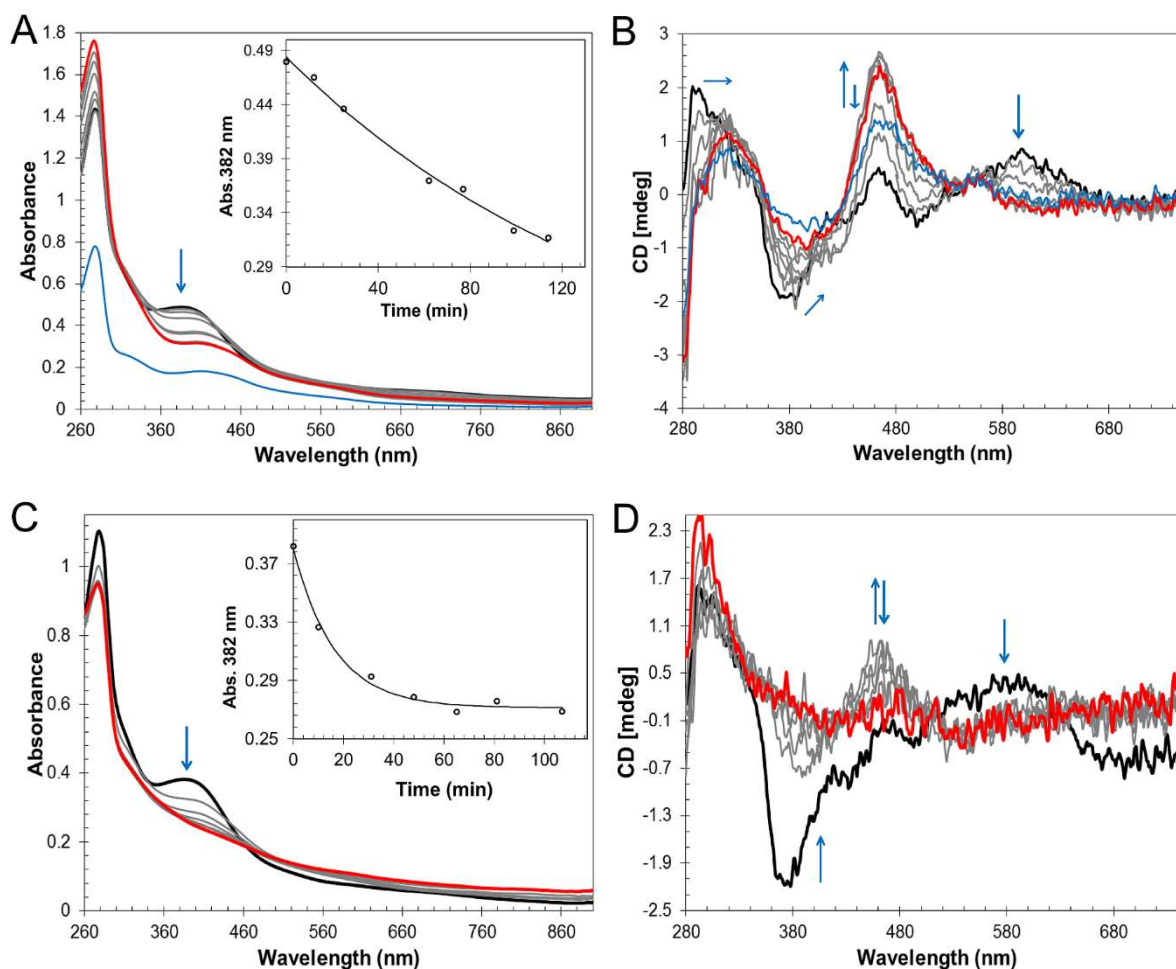 A
1.8
1.6
1.4
1.2
1
0.8
0.6
0.4
0.2
0
Absorbance
260 360 460 560 660 760 860
Wavelength (nm)
0.49
0.44
0.39
0.34
0.29
Abs.382 nm
0 40 80 120
Time (min)
B
3
2
1
0
-1
-2
-3
-4
CD [mdeg]
280 380 480 580 680
Wavelength (nm)
C
1
0.8
0.6
0.4
0.2
0
Absorbance
260 360 460 560 660 760 860
Wavelength (nm)
0.37
0.33
0.29
0.25
Abs. 382 nm
0 20 40 60 80 100
Time (min)
D
2.3
1.7
1.1
0.5
-0.1
-0.7
-1.3
-1.9
-2.5
CD [mdeg]
280 380 480 580 680
Wavelength (nm)